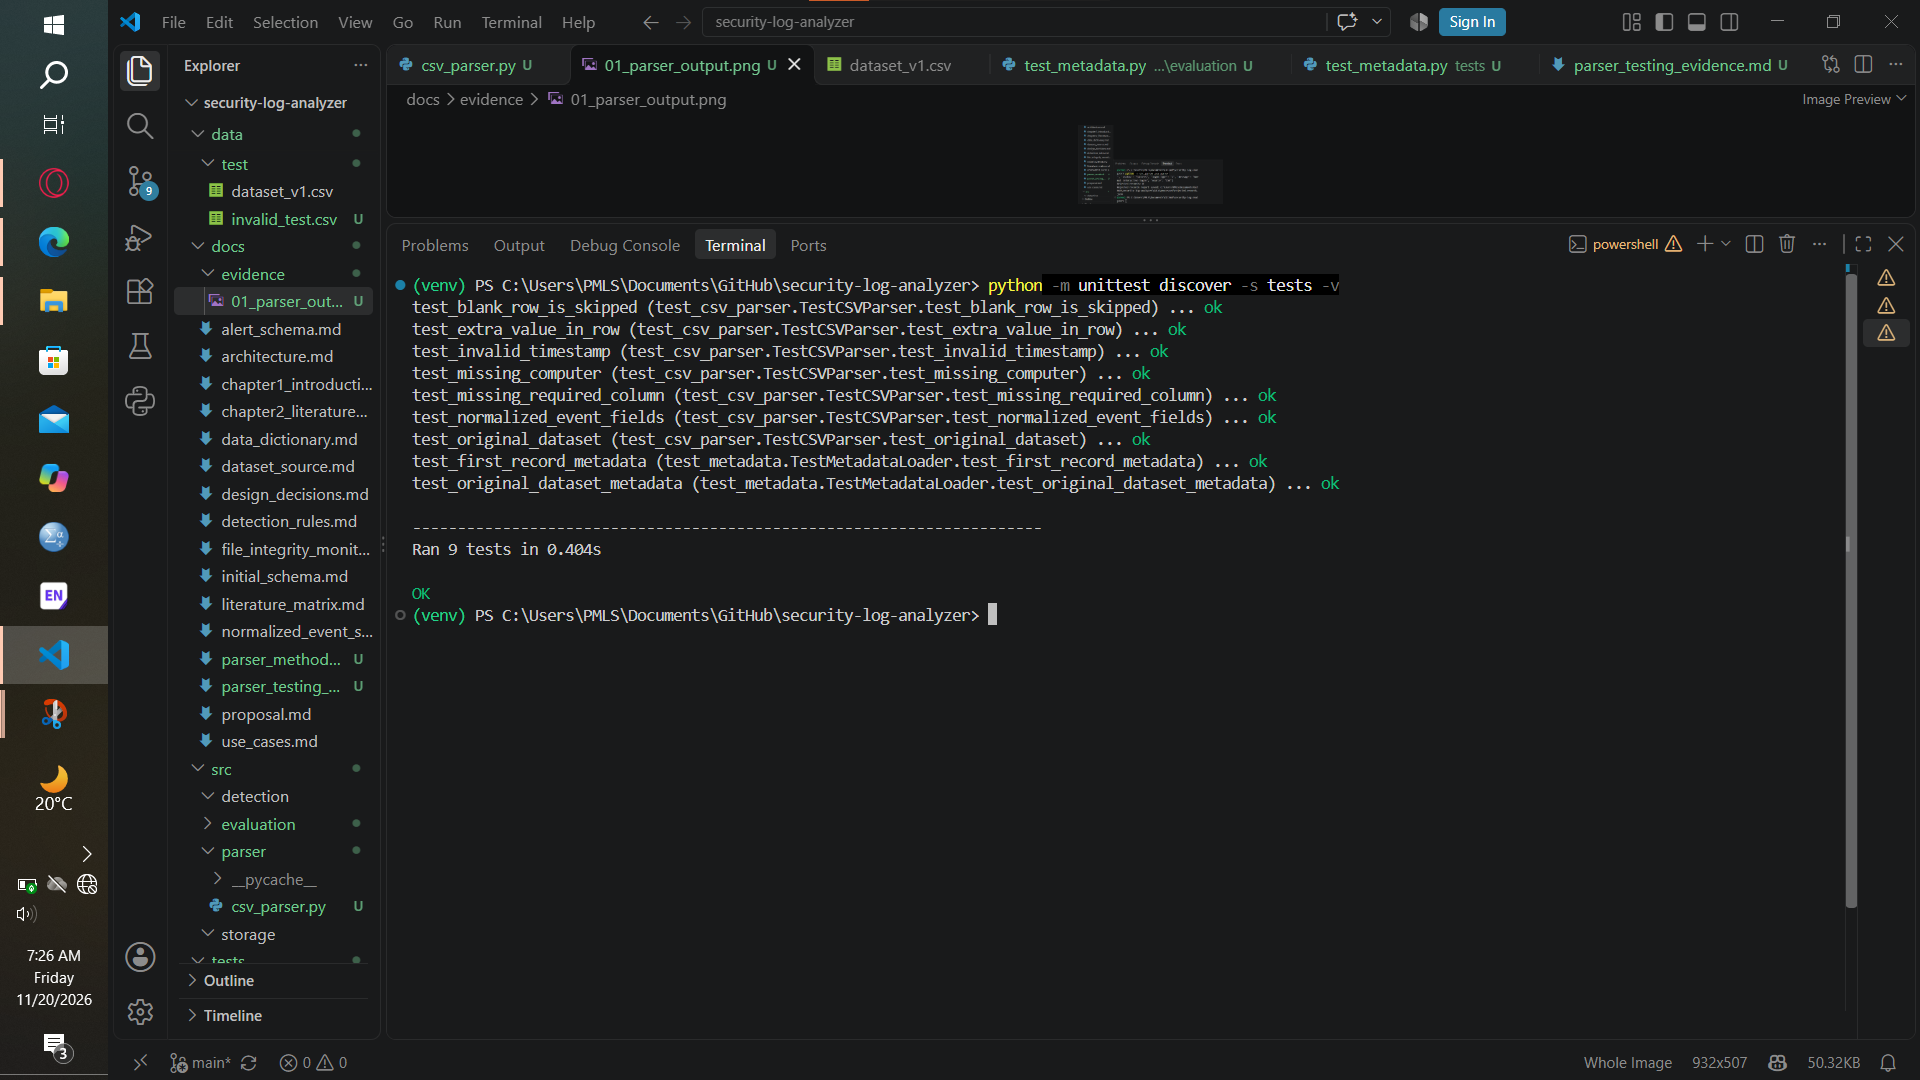 File Edit Selection View Go Run Terminal Help
security-log-analyzer
Sign In
Explorer
security-log-analyzer
data
test
dataset_v1.csv
invalid_test.csv U
docs
evidence
01_parser_out... U
alert_schema.md
architecture.md
chapter1_introducti...
chapter2_literature...
data_dictionary.md
dataset_source.md
design_decisions.md
detection_rules.md
file_integrity_monit...
initial_schema.md
literature_matrix.md
normalized_event_s...
parser_method... U
parser_testing_... U
proposal.md
use_cases.md
src
detection
evaluation
parser
__pycache__
csv_parser.py U
storage
tests
Outline
Timeline
csv_parser.py U
01_parser_output.png U
dataset_v1.csv
test_metadata.py ...\evaluation U
test_metadata.py tests U
parser_testing_evidence.md U
docs > evidence > 01_parser_output.png
Image Preview
Problems Output Debug Console Terminal Ports
powershell
(venv) PS C:\Users\PMLS\Documents\GitHub\security-log-analyzer> python -m unittest discover -s tests -v
test_blank_row_is_skipped (test_csv_parser.TestCSVParser.test_blank_row_is_skipped) ... ok
test_extra_value_in_row (test_csv_parser.TestCSVParser.test_extra_value_in_row) ... ok
test_invalid_timestamp (test_csv_parser.TestCSVParser.test_invalid_timestamp) ... ok
test_missing_computer (test_csv_parser.TestCSVParser.test_missing_computer) ... ok
test_missing_required_column (test_csv_parser.TestCSVParser.test_missing_required_column) ... ok
test_normalized_event_fields (test_csv_parser.TestCSVParser.test_normalized_event_fields) ... ok
test_original_dataset (test_csv_parser.TestCSVParser.test_original_dataset) ... ok
test_first_record_metadata (test_metadata.TestMetadataLoader.test_first_record_metadata) ... ok
test_original_dataset_metadata (test_metadata.TestMetadataLoader.test_original_dataset_metadata) ... ok
----------------------------------------------------------------------
Ran 9 tests in 0.404s
OK
(venv) PS C:\Users\PMLS\Documents\GitHub\security-log-analyzer>
9
EN
20°C
7:26 AM
Friday
11/20/2026
3
main* 0 0
Whole Image 932x507 50.32KB